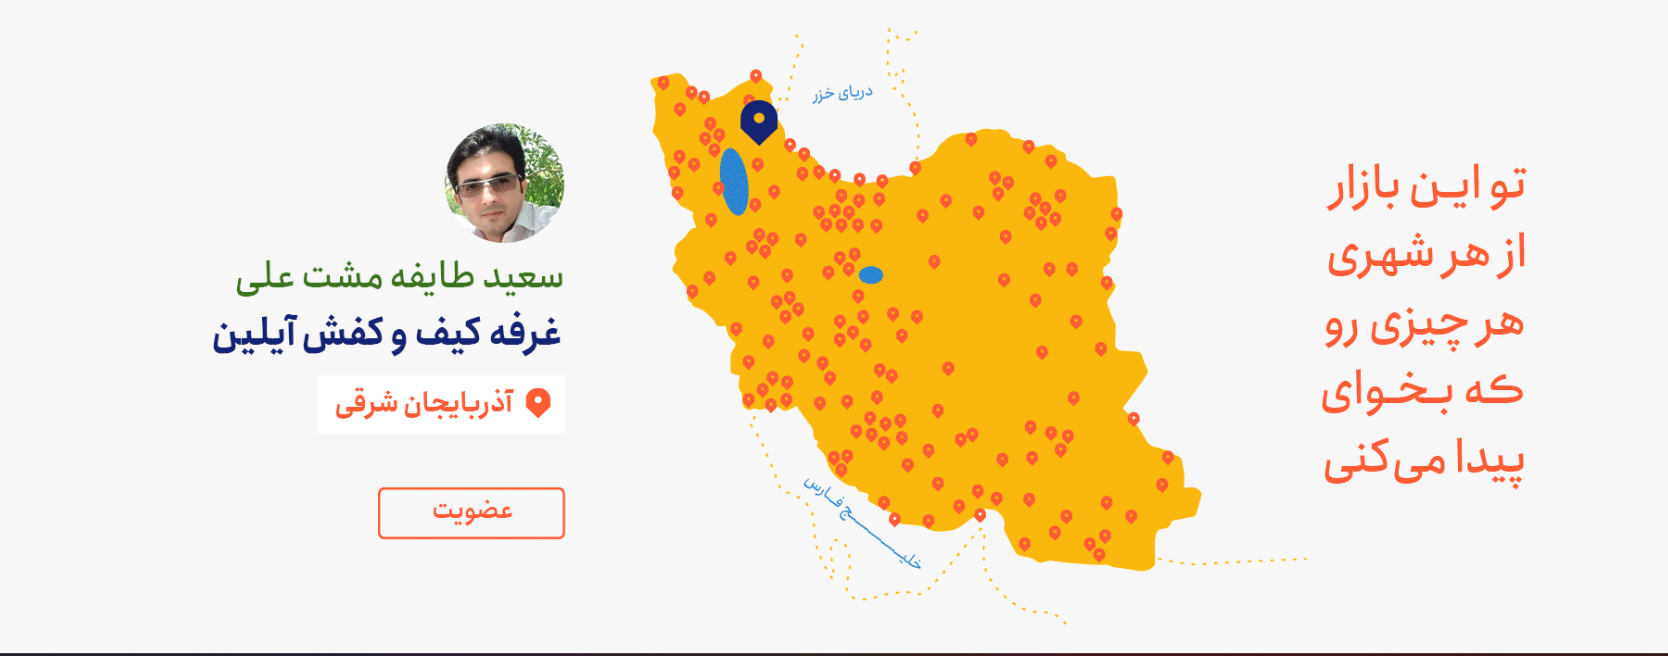 تو این بازار
از هر شهری
هر چیزی رو
که بخوای
پیدا می‌کنی
دریای خزر
خلیج فارس
سعید طایفه مشت علی
غرفه کیف و کفش آیلین
آذربایجان شرقی
عضویت